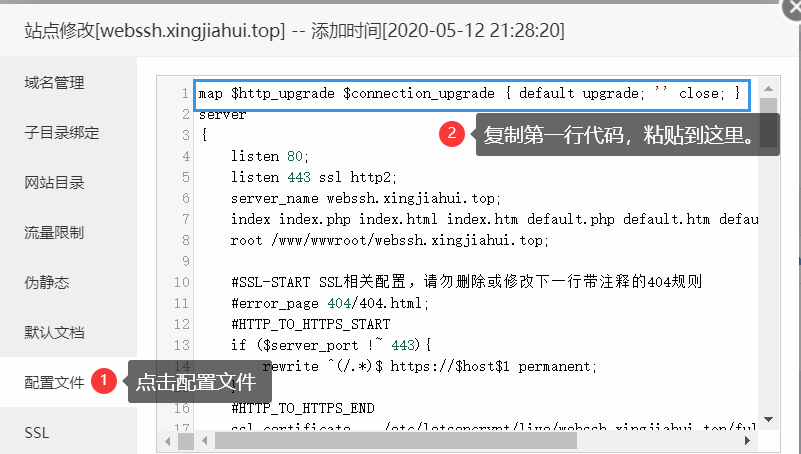 站点修改[webssh.xingjiahui.top] -- 添加时间[2020-05-12 21:28:20]
域名管理
子目录绑定
网站目录
流量限制
伪静态
默认文档
配置文件
SSL
1 点击配置文件
1 map $http_upgrade $connection_upgrade { default upgrade; '' close; }
2 server
2 复制第一行代码，粘贴到这里。
3 {
4 listen 80;
5 listen 443 ssl http2;
6 server_name webssh.xingjiahui.top;
7 index index.php index.html index.htm default.php default.htm defau
8 root /www/wwwroot/webssh.xingjiahui.top;
9
10 #SSL-START SSL相关配置，请勿删除或修改下一行带注释的404规则
11 #error_page 404/404.html;
12 #HTTP_TO_HTTPS_START
13 if ($server_port !~ 443){
14 rewrite ^(/.*)$ https://$host$1 permanent;
16 #HTTP_TO_HTTPS_END
17 ssl_certificate /etc/letsencrypt/live/webssh.xingjiahui.top/ful